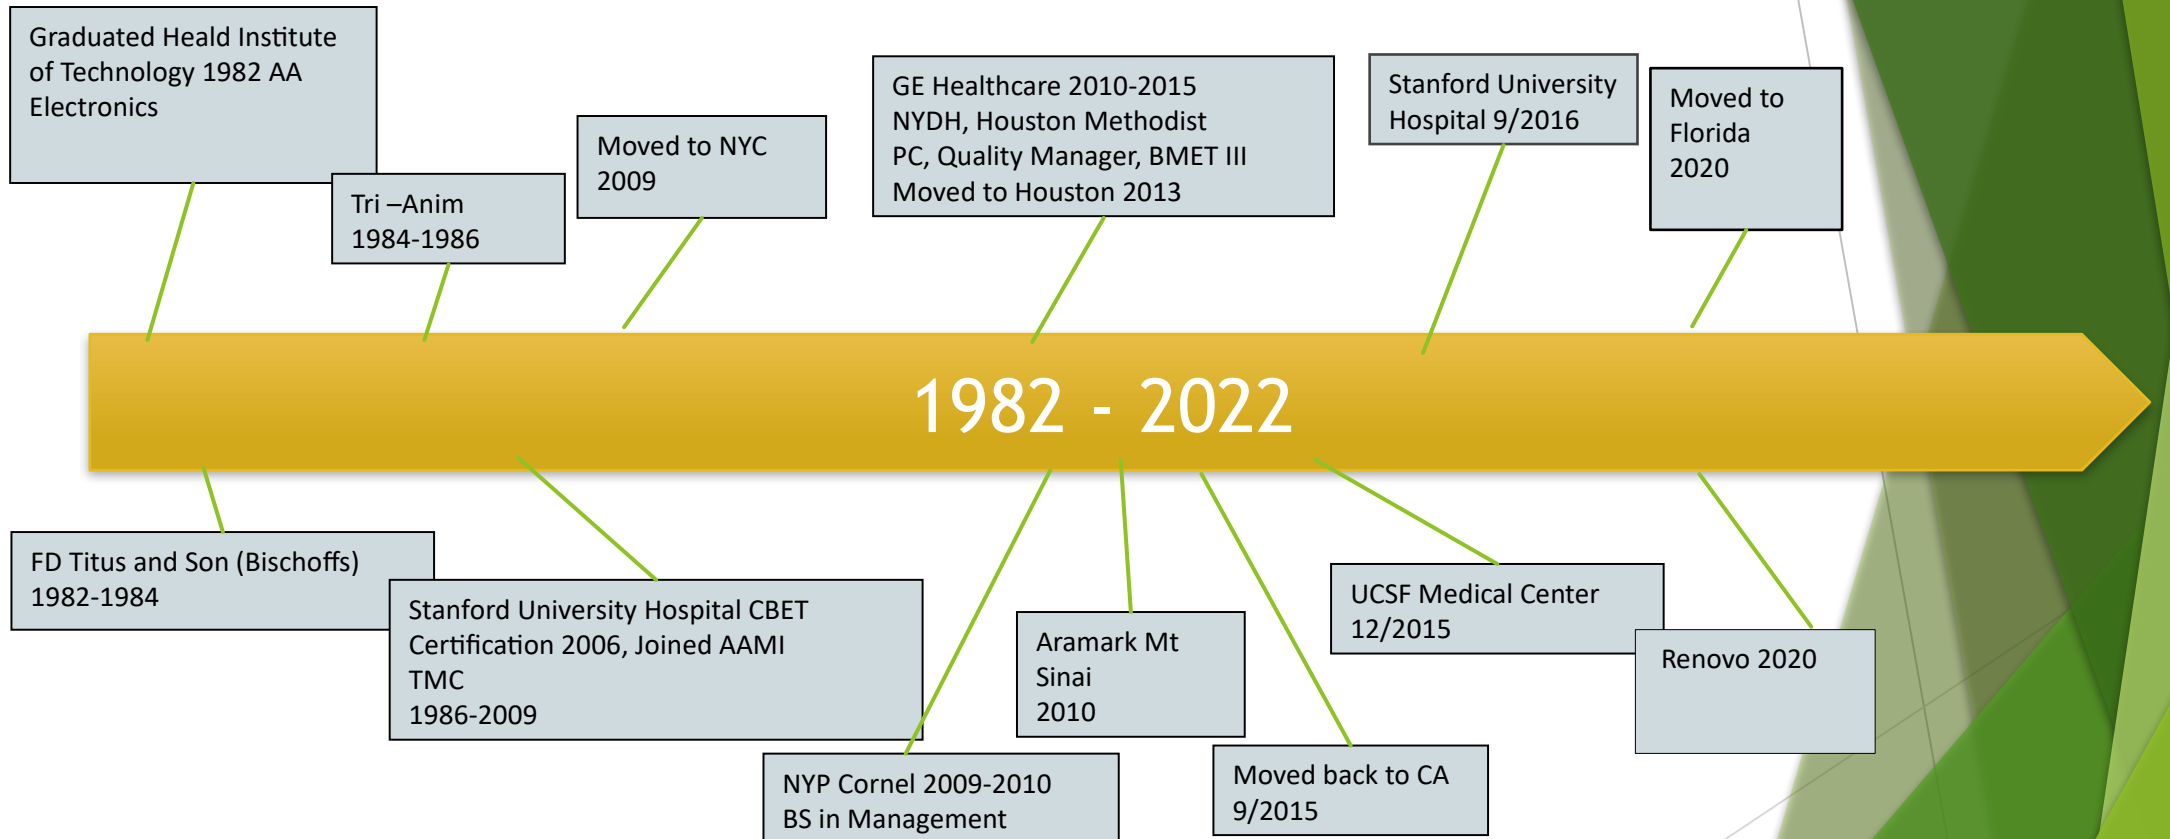 Graduated Heald Institute
of Technology 1982 AA
Electronics
Tri –Anim
1984-1986
Moved to NYC
2009
GE Healthcare 2010-2015
NYDH, Houston Methodist
PC, Quality Manager, BMET III
Moved to Houston 2013
Stanford University
Hospital 9/2016
Moved to
Florida
2020
1982 - 2022
FD Titus and Son (Bischoffs)
1982-1984
Stanford University Hospital CBET
Certification 2006, Joined AAMI
TMC
1986-2009
NYP Cornel 2009-2010
BS in Management
Aramark Mt
Sinai
2010
Moved back to CA
9/2015
UCSF Medical Center
12/2015
Renovo 2020